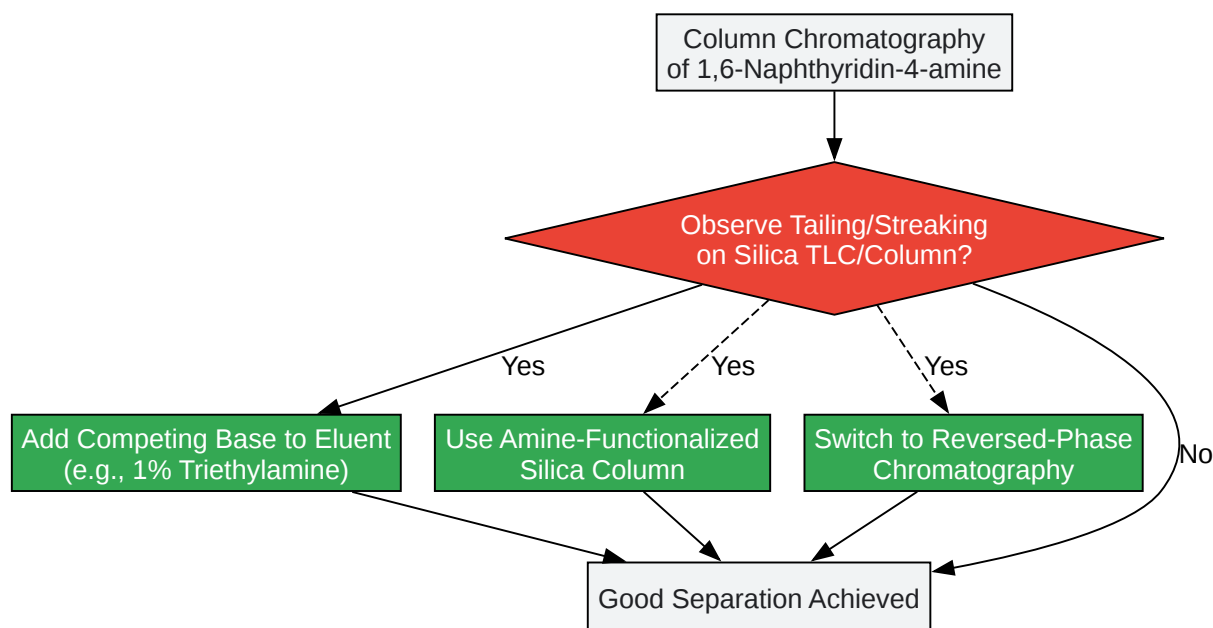 Column Chromatography
of 1,6-Naphthyridin-4-amine
Observe Tailing/Streaking
on Silica TLC/Column?
Yes
Yes
Yes
No
Add Competing Base to Eluent
(e.g., 1% Triethylamine)
Use Amine-Functionalized
Silica Column
Switch to Reversed-Phase
Chromatography
Good Separation Achieved